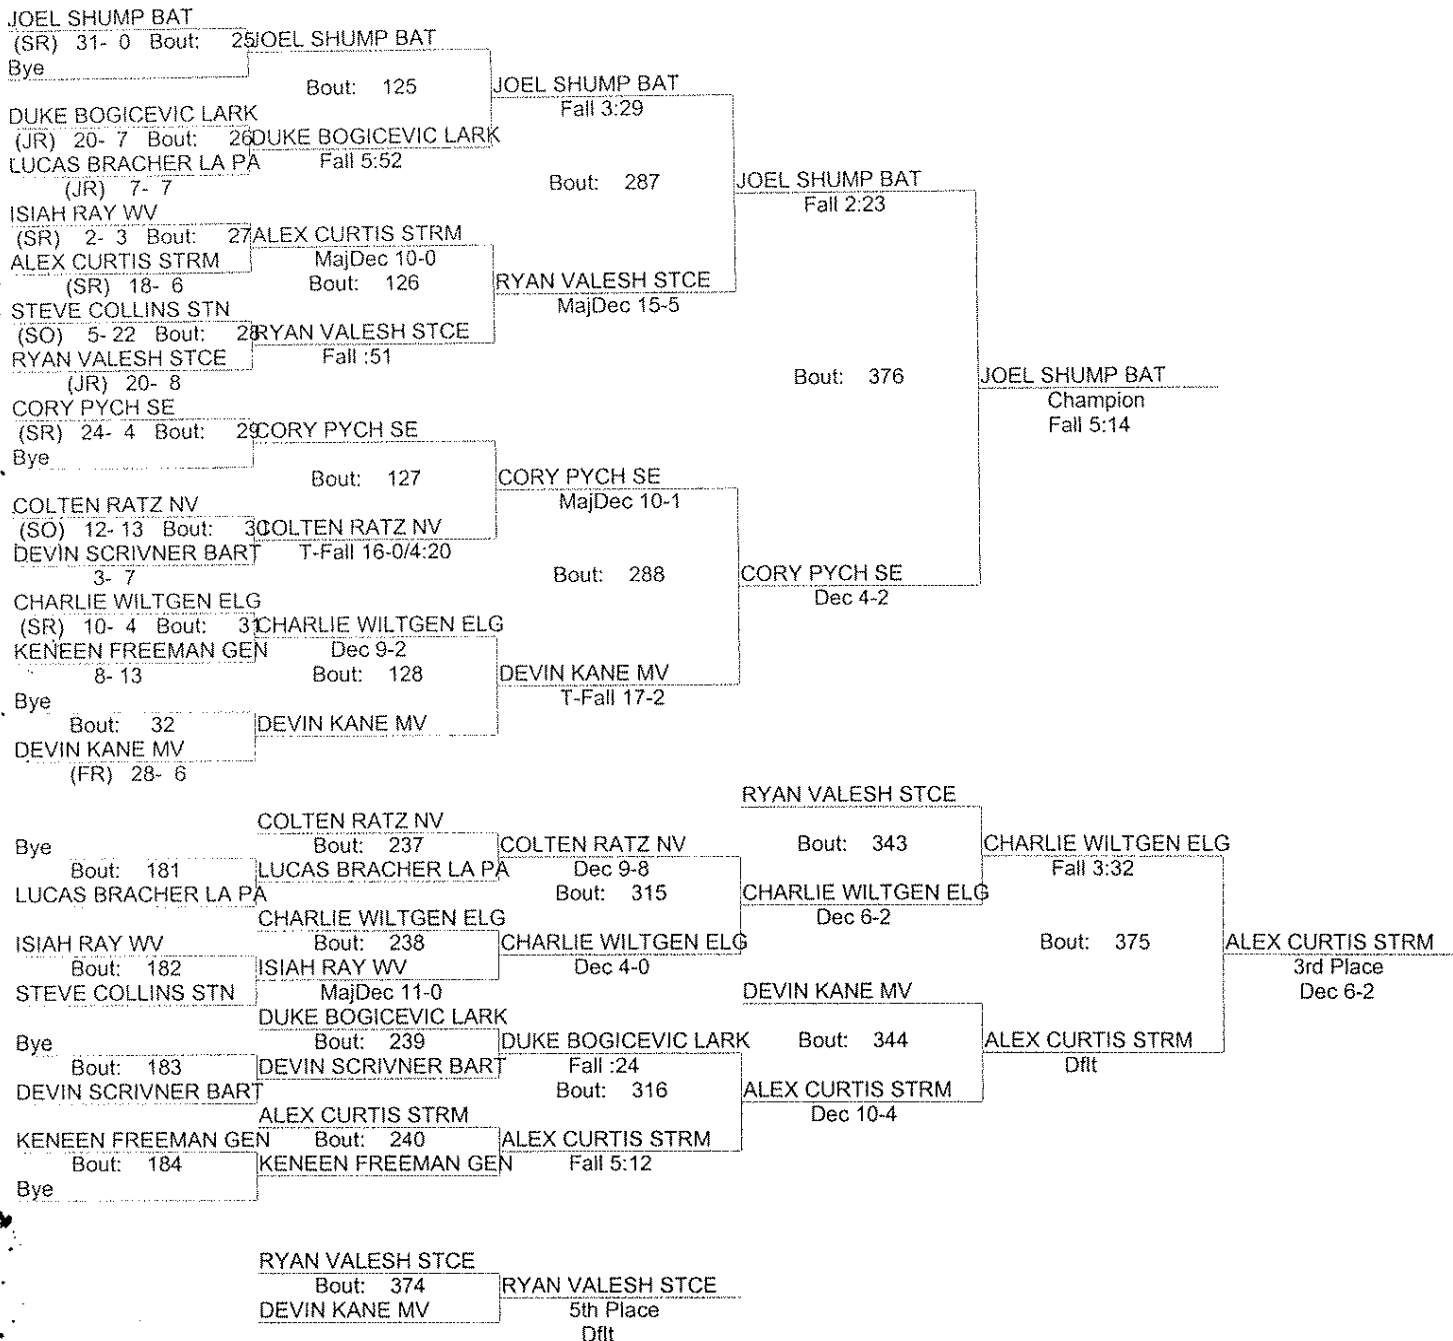 JOEL SHUMP BAT
(SR) 31- 0 Bout: 25 JOEL SHUMP BAT
Bye
Bout: 125 JOEL SHUMP BAT
Fall 3:29
DUKE BOGICEVIC LARK
(JR) 20- 7 Bout: 26 DUKE BOGICEVIC LARK
LUCAS BRACHER LA PA Fall 5:52
(JR) 7- 7
Bout: 287 JOEL SHUMP BAT
Fall 2:23
ISIAH RAY WV
(SR) 2- 3 Bout: 27 ALEX CURTIS STRM
ALEX CURTIS STRM MajDec 10-0
(SR) 18- 6 Bout: 126 RYAN VALESH STCE
MajDec 15-5
STEVE COLLINS STN
(SO) 5- 22 Bout: 28 RYAN VALESH STCE
RYAN VALESH STCE Fall :51
(JR) 20- 8
Bout: 376 JOEL SHUMP BAT
Champion
Fall 5:14
CORY PYCH SE
(SR) 24- 4 Bout: 29 CORY PYCH SE
Bye
Bout: 127 CORY PYCH SE
MajDec 10-1
COLTEN RATZ NV
(SO) 12- 13 Bout: 30 COLTEN RATZ NV
DEVIN SCRIVNER BART T-Fall 16-0/4:20
3- 7
Bout: 288 CORY PYCH SE
Dec 4-2
CHARLIE WILTGEN ELG
(SR) 10- 4 Bout: 31 CHARLIE WILTGEN ELG
KENEEN FREEMAN GEN Dec 9-2
8- 13 Bout: 128 DEVIN KANE MV
T-Fall 17-2
Bye
Bout: 32 DEVIN KANE MV
DEVIN KANE MV
(FR) 28- 6
RYAN VALESH STCE
COLTEN RATZ NV
Bye Bout: 237 COLTEN RATZ NV Bout: 343 CHARLIE WILTGEN ELG
Bout: 181 LUCAS BRACHER LA PA Dec 9-8 Fall 3:32
LUCAS BRACHER LA PA Bout: 315 CHARLIE WILTGEN ELG
CHARLIE WILTGEN ELG Dec 6-2
ISIAH RAY WV Bout: 238 CHARLIE WILTGEN ELG Bout: 375 ALEX CURTIS STRM
Bout: 182 ISIAH RAY WV Dec 4-0 3rd Place
STEVE COLLINS STN MajDec 11-0 DEVIN KANE MV Dec 6-2
DUKE BOGICEVIC LARK
Bye Bout: 239 DUKE BOGICEVIC LARK Bout: 344 ALEX CURTIS STRM
Bout: 183 DEVIN SCRIVNER BART Fall :24 Dflt
DEVIN SCRIVNER BART Bout: 316 ALEX CURTIS STRM
ALEX CURTIS STRM Dec 10-4
KENEEN FREEMAN GEN Bout: 240 ALEX CURTIS STRM
Bout: 184 KENEEN FREEMAN GEN Fall 5:12
Bye
RYAN VALESH STCE
Bout: 374 RYAN VALESH STCE
DEVIN KANE MV 5th Place
Dflt